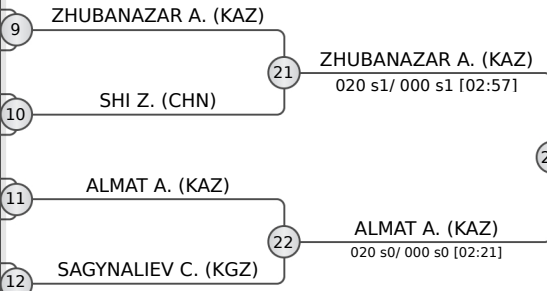 ZHUBANAZAR A. (KAZ)
9
ZHUBANAZAR A. (KAZ)
21
020 s1/ 000 s1 [02:57]
SHI Z. (CHN)
10
ALMAT A. (KAZ)
11
ALMAT A. (KAZ)
22
020 s0/ 000 s0 [02:21]
SAGYNALIEV C. (KGZ)
12